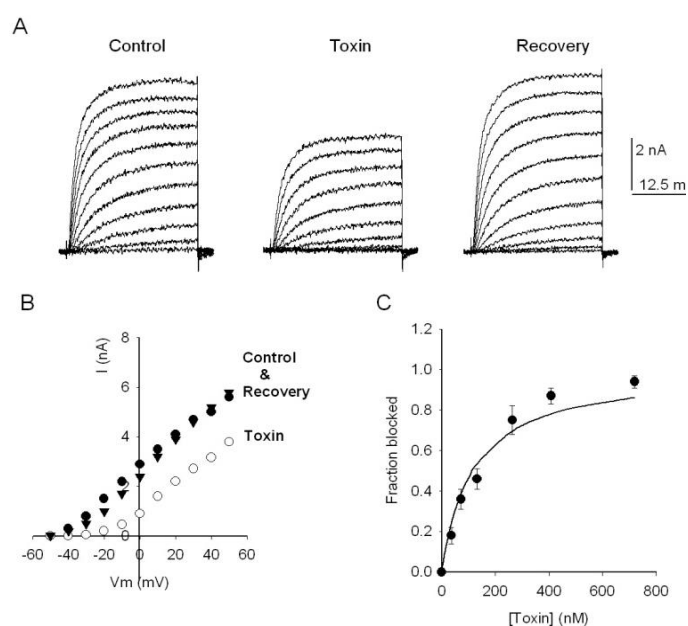 A
Control Toxin Recovery
2 nA
12.5 m
B
I (nA)
8
6
4
2
0
-60 -40 -20 0 20 40 60
Vm (mV)
Control
&
Recovery
Toxin
C
Fraction blocked
1.2
1.0
0.8
0.6
0.4
0.2
0.0
0 200 400 600 800
[Toxin] (nM)